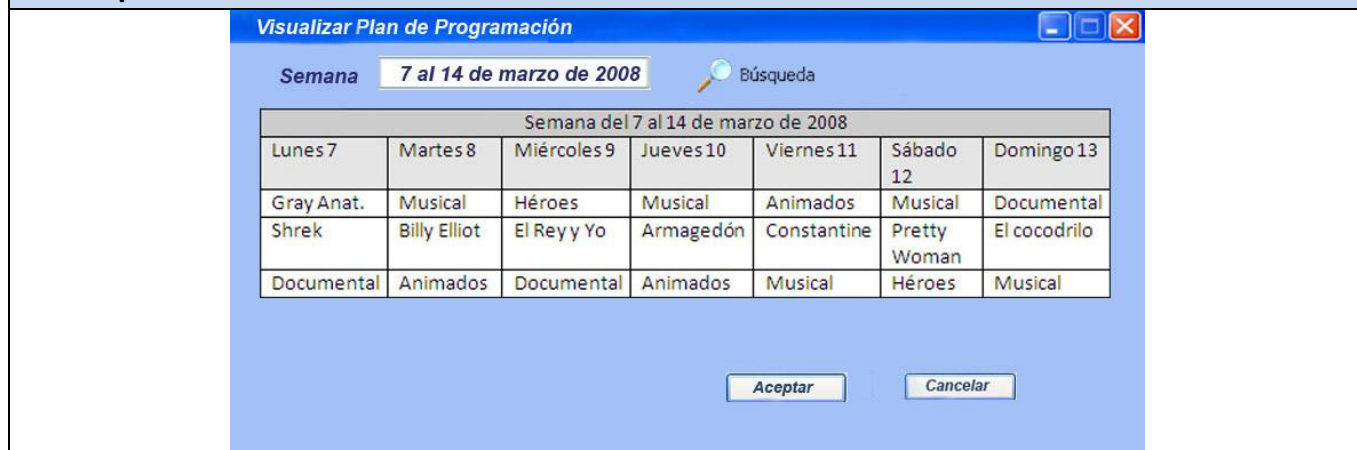 Visualizar Plan de Programación
Semana 7 al 14 de marzo de 2008 Búsqueda
Semana del 7 al 14 de marzo de 2008
Lunes 7 Martes 8 Miércoles 9 Jueves 10 Viernes 11 Sábado 12 Domingo 13
Gray Anat. Musical Héroes Musical Animados Musical Documental
Shrek Billy Elliot El Rey y Yo Armagedón Constantine Pretty Woman El cocodrilo
Documental Animados Documental Animados Musical Héroes Musical
Aceptar Cancelar